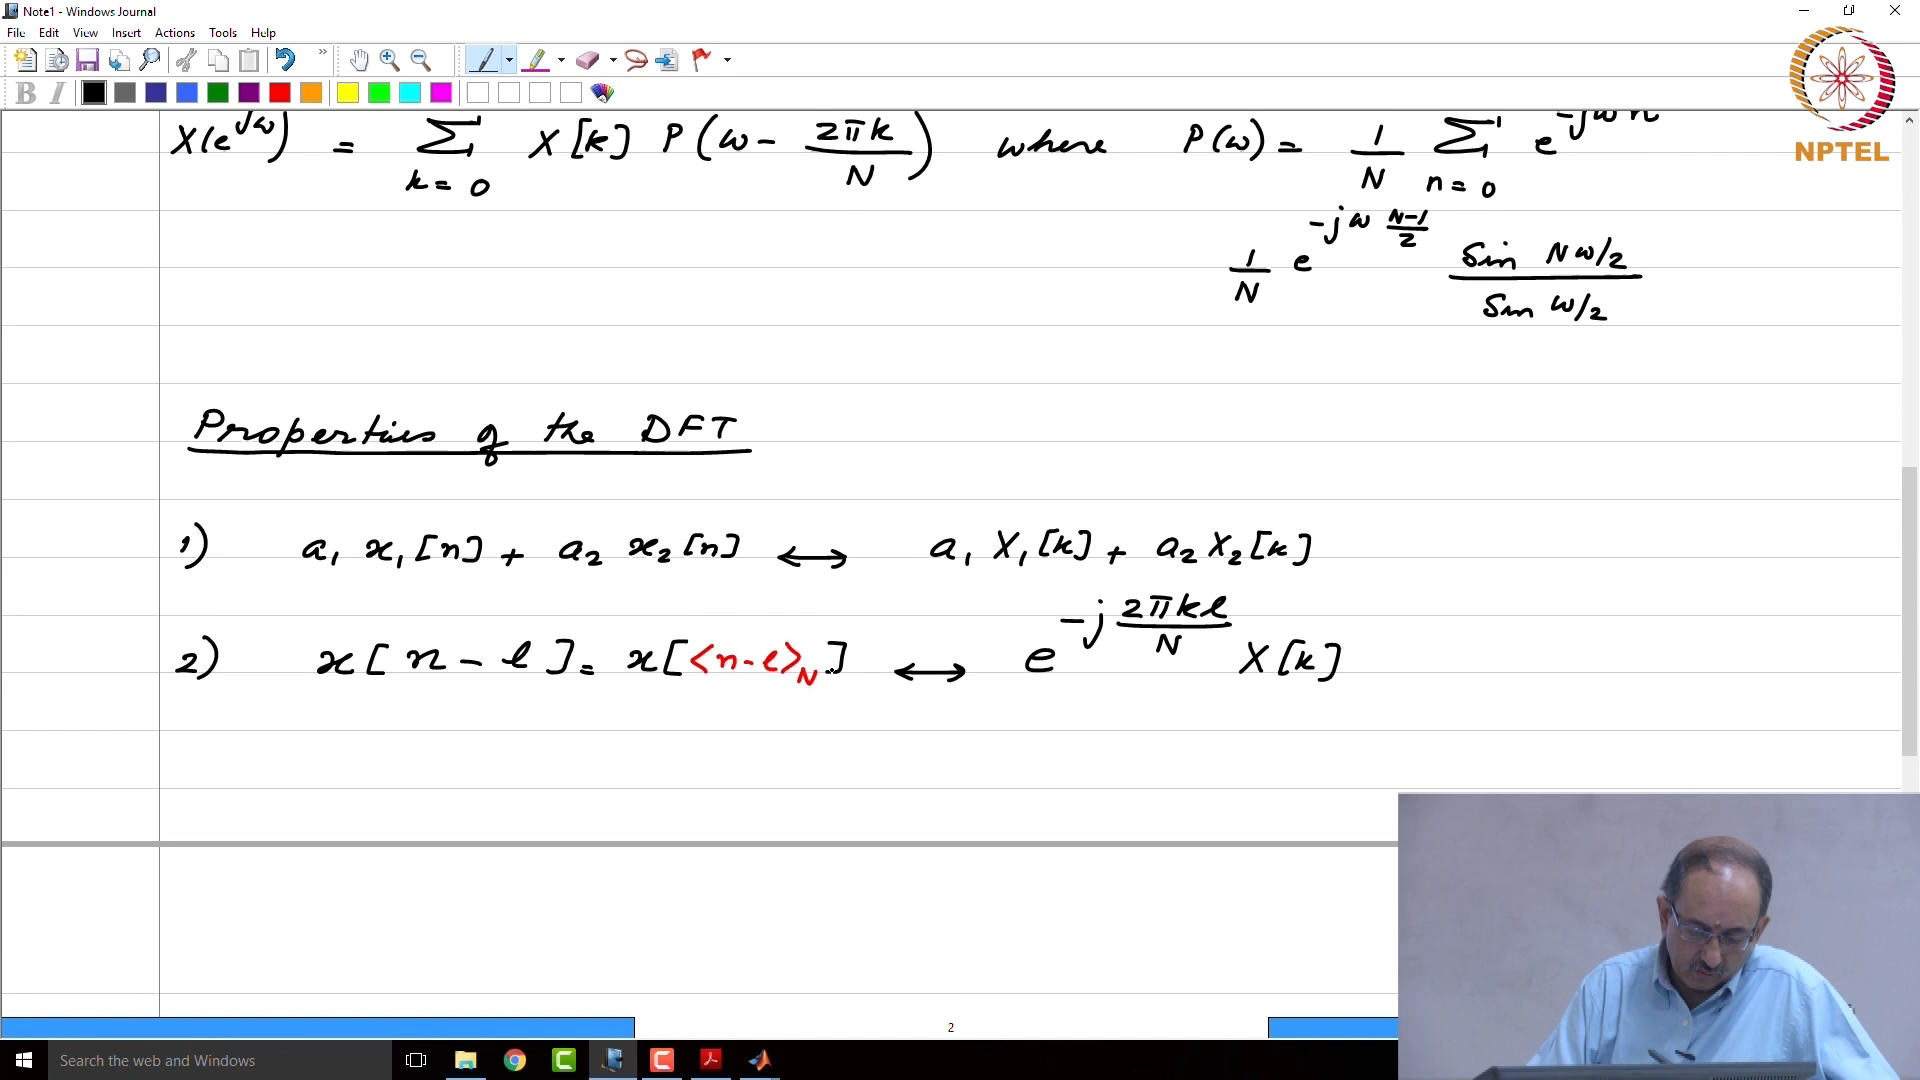 Note1 - Windows Journal
File Edit View Insert Actions Tools Help
B I
NPTEL
X(e^{jω}) = Σ_{k=0} X[k] P(ω - 2πk/N) where P(ω) = 1/N Σ_{n=0} e^{-jωn}
1/N e^{-jω (N-1)/2} Sin Nω/2 / Sin ω/2
Properties of the DFT
1) a₁ x₁[n] + a₂ x₂[n] ⟷ a₁ X₁[k] + a₂ X₂[k]
2) x[n - l] = x[<n-l>_N] ⟷ e^{-j 2πkl/N} X[k]
2
Search the web and Windows